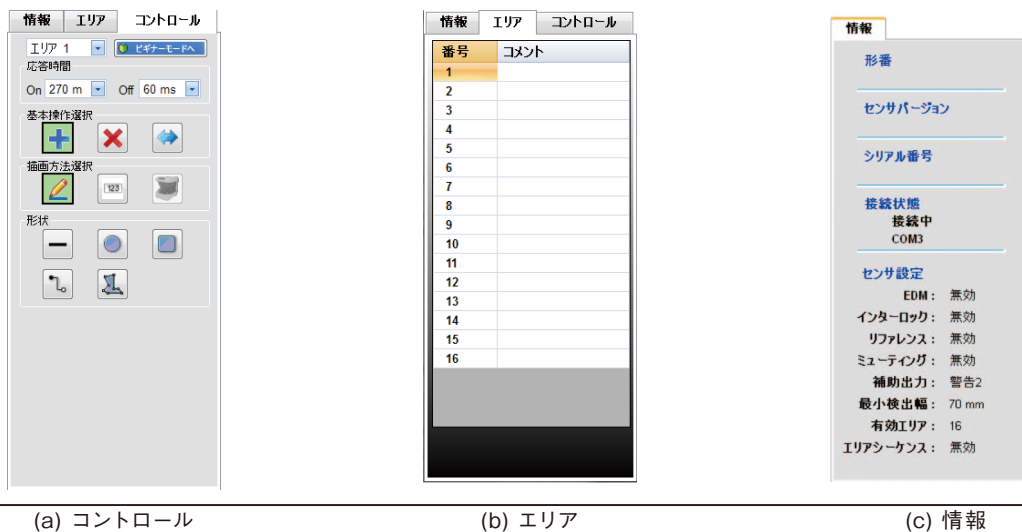 情報 エリア コントロール
エリア 1 ビギナーモードへ
応答時間
On 270 m Off 60 ms
基本操作選択
描画方法選択
123
形状
(a) コントロール
情報 エリア コントロール
番号 コメント
1
2
3
4
5
6
7
8
9
10
11
12
13
14
15
16
(b) エリア
情報
形番
センサバージョン
シリアル番号
接続状態
接続中
COM3
センサ設定
EDM : 無効
インターロック : 無効
リファレンス : 無効
ミューティング : 無効
補助出力 : 警告2
最小検出幅 : 70 mm
有効エリア : 16
エリアシーケンス : 無効
(c) 情報